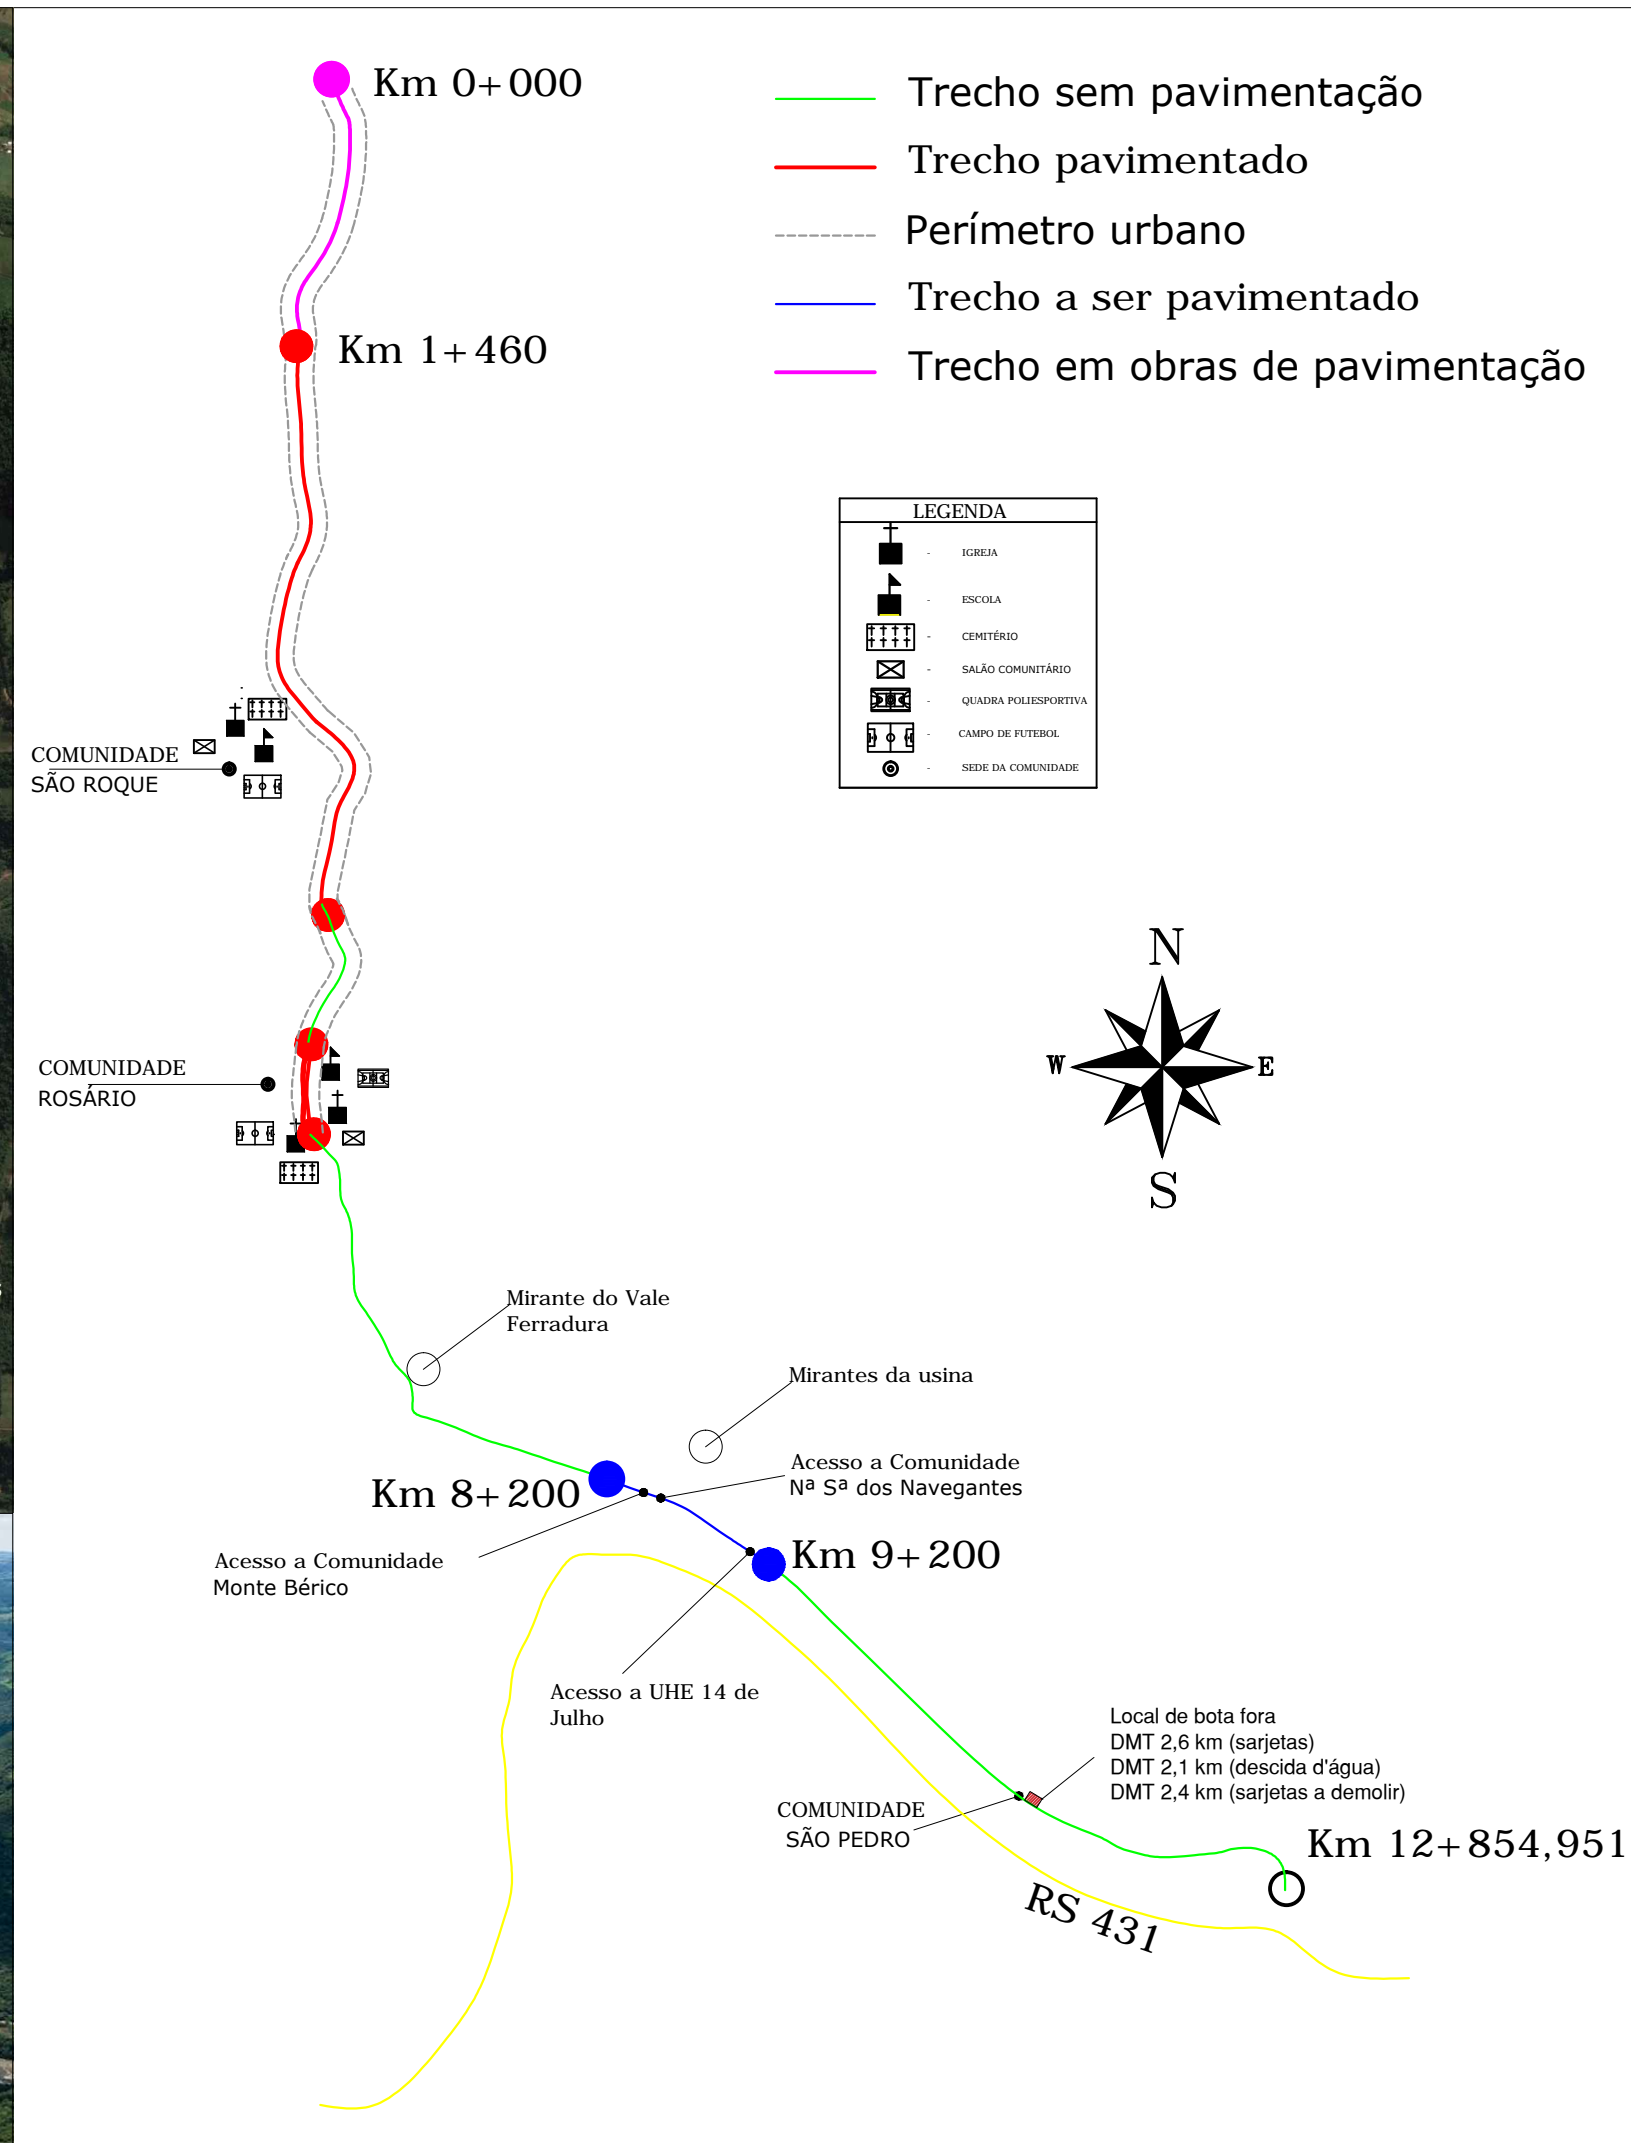 Km 0+000
Trecho sem pavimentação
Trecho pavimentado
Perímetro urbano
Trecho a ser pavimentado
Trecho em obras de pavimentação
Km 1+460
LEGENDA
- IGREJA
- ESCOLA
- CEMITÉRIO
- SALÃO COMUNITÁRIO
- QUADRA POLIESPORTIVA
- CAMPO DE FUTEBOL
- SEDE DA COMUNIDADE
COMUNIDADE
SÃO ROQUE
N
W
E
S
COMUNIDADE
ROSÁRIO
Mirante do Vale
Ferradura
Mirantes da usina
Acesso a Comunidade
Nª Sª dos Navegantes
Km 8+200
Acesso a Comunidade
Monte Bérico
Km 9+200
Acesso a UHE 14 de
Julho
Local de bota fora
DMT 2,6 km (sarjetas)
DMT 2,1 km (descida d'água)
DMT 2,4 km (sarjetas a demolir)
COMUNIDADE
SÃO PEDRO
Km 12+854,951
RS 431